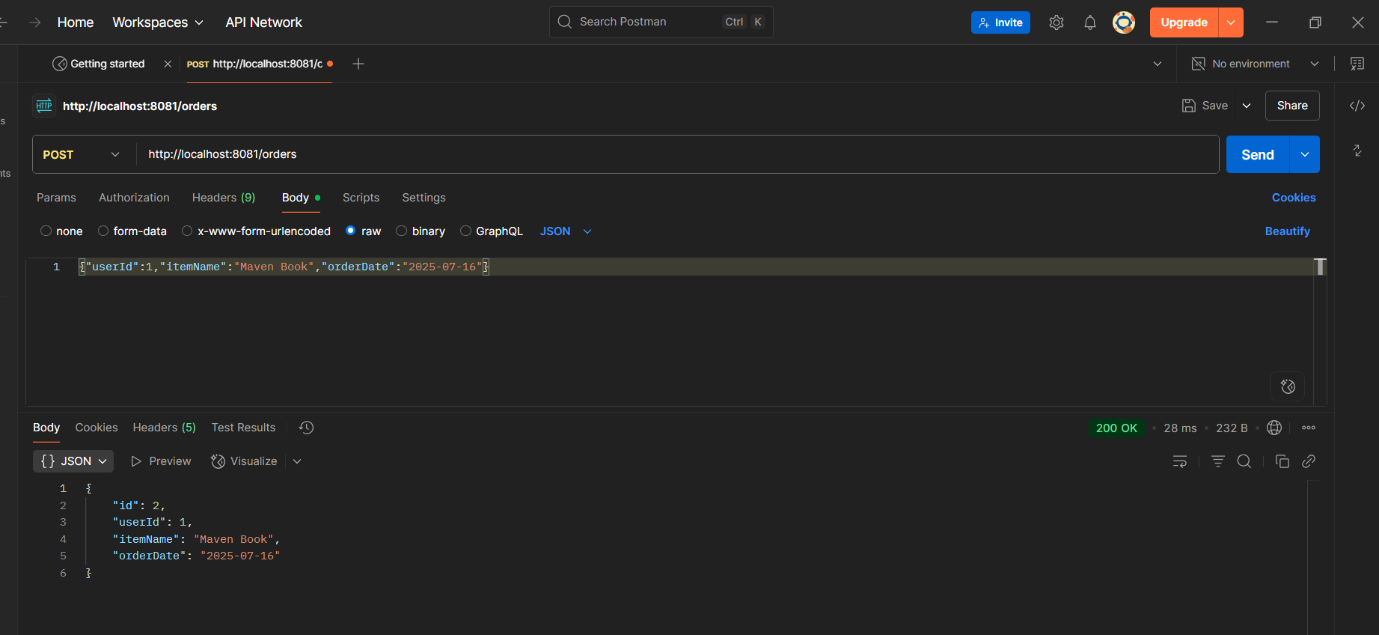 Home Workspaces API Network Search Postman Ctrl K Invite Upgrade
Getting started POST http://localhost:8081/c No environment
HTTP http://localhost:8081/orders Save Share
s
POST http://localhost:8081/orders Send
nts
Params Authorization Headers (9) Body Scripts Settings Cookies
none form-data x-www-form-urlencoded raw binary GraphQL JSON Beautify
1 {"userId":1,"itemName":"Maven Book","orderDate":"2025-07-16"}
Body Cookies Headers (5) Test Results 200 OK • 28 ms • 232 B
{} JSON Preview Visualize
1 {
2 "id": 2,
3 "userId": 1,
4 "itemName": "Maven Book",
5 "orderDate": "2025-07-16"
6 }